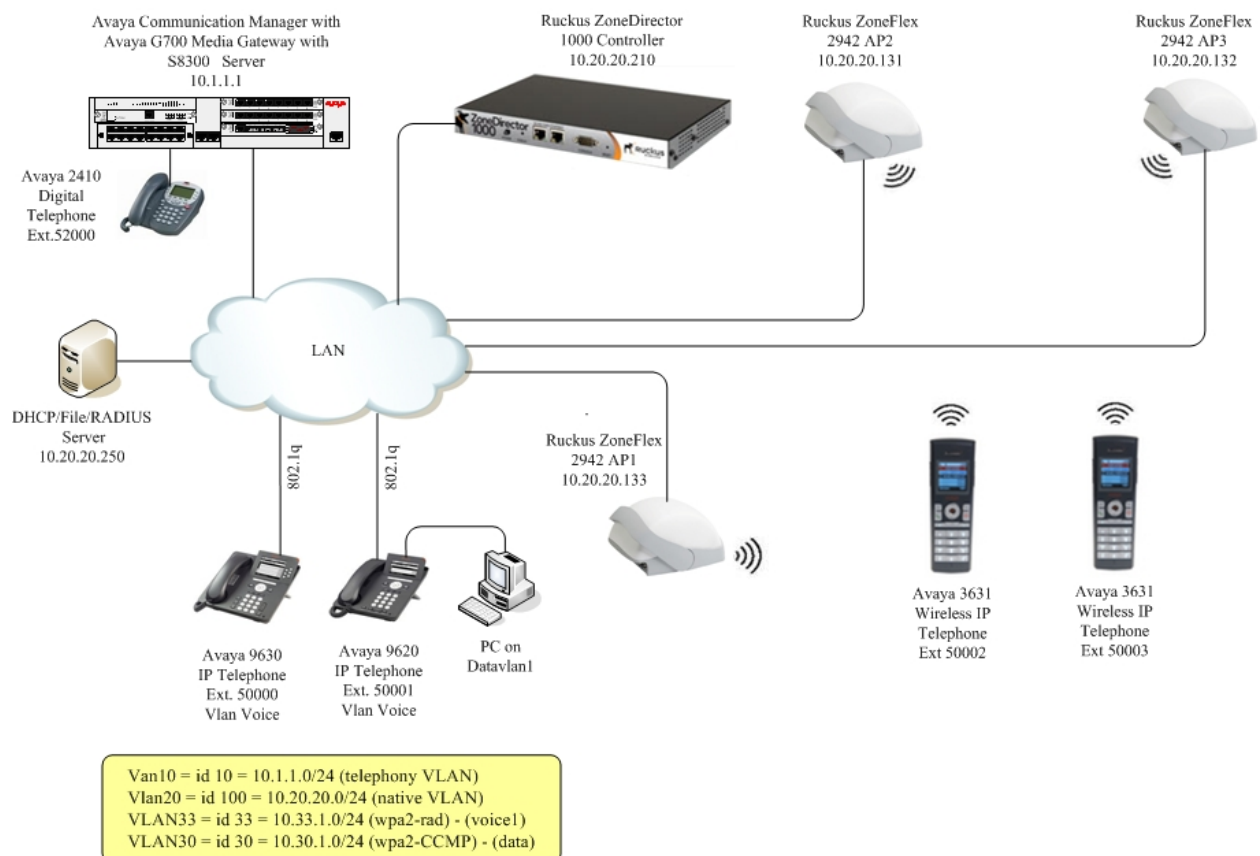 Avaya Communication Manager with
Avaya G700 Media Gateway with
S8300 Server
10.1.1.1
Ruckus ZoneDirector
1000 Controller
10.20.20.210
Ruckus ZoneFlex
2942 AP2
10.20.20.131
Ruckus ZoneFlex
2942 AP3
10.20.20.132
AVAYA
ZoneDirector
1000
Ruckus
Avaya 2410
Digital
Telephone
Ext.52000
LAN
DHCP/File/RADIUS
Server
10.20.20.250
802.1q
802.1q
Ruckus ZoneFlex
2942 AP1
10.20.20.133
Avaya 9630
IP Telephone
Ext. 50000
Vlan Voice
Avaya 9620
IP Telephone
Ext. 50001
Vlan Voice
PC on
Datavlan1
Avaya 3631
Wireless IP
Telephone
Ext 50002
Avaya 3631
Wireless IP
Telephone
Ext 50003
Van10 = id 10 = 10.1.1.0/24 (telephony VLAN)
Vlan20 = id 100 = 10.20.20.0/24 (native VLAN)
VLAN33 = id 33 = 10.33.1.0/24 (wpa2-rad) - (voice1)
VLAN30 = id 30 = 10.30.1.0/24 (wpa2-CCMP) - (data)